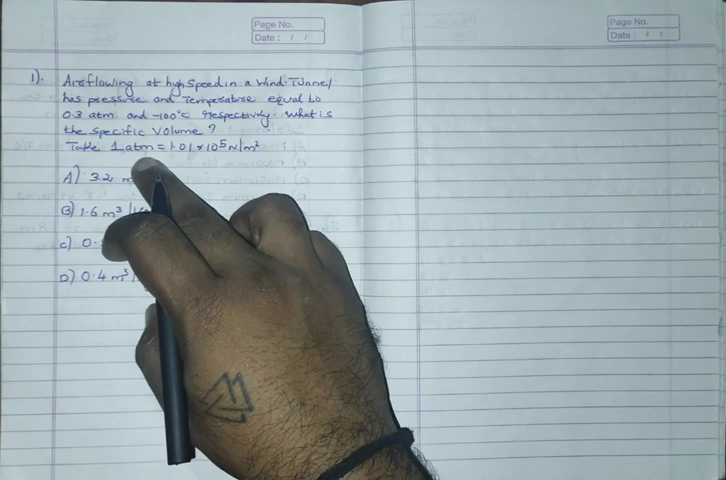 Page No.
Date : / /
Page No.
Date : / /
1). Air flowing at high speed in a wind-Tunnel
has pressure and Temperature equal to
0.3 atm and -100°c respectively. What is
the specific volume ?
Take 1 atm = 1.01 x 10⁵ N/m²
A) 3.2 m
B) 1.6 m³ /
C) 0.
D) 0.4 m³